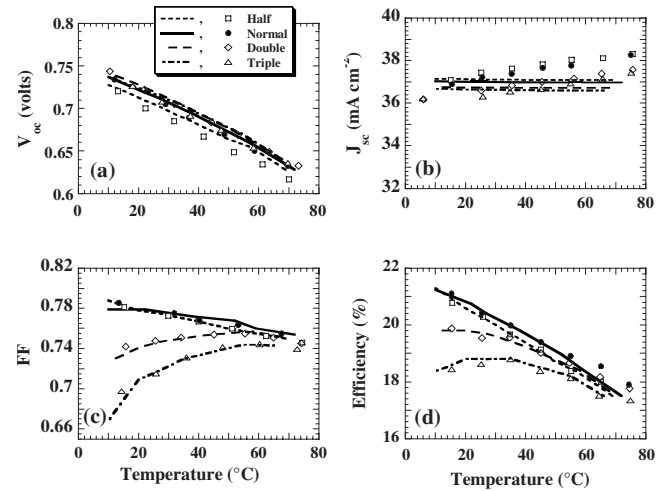 0.8
0.75
0.7
0.65
0.6
V_oc (volts)
(a)
0 20 40 60 80
, Half
, Normal
, Double
, Triple
40
38
36
34
32
J_sc (mA cm⁻²)
(b)
0 20 40 60 80
0.82
0.78
0.74
0.7
0.66
FF
(c)
0 20 40 60 80
Temperature (°C)
22
20
18
16
Efficiency (%)
(d)
0 20 40 60 80
Temperature (°C)